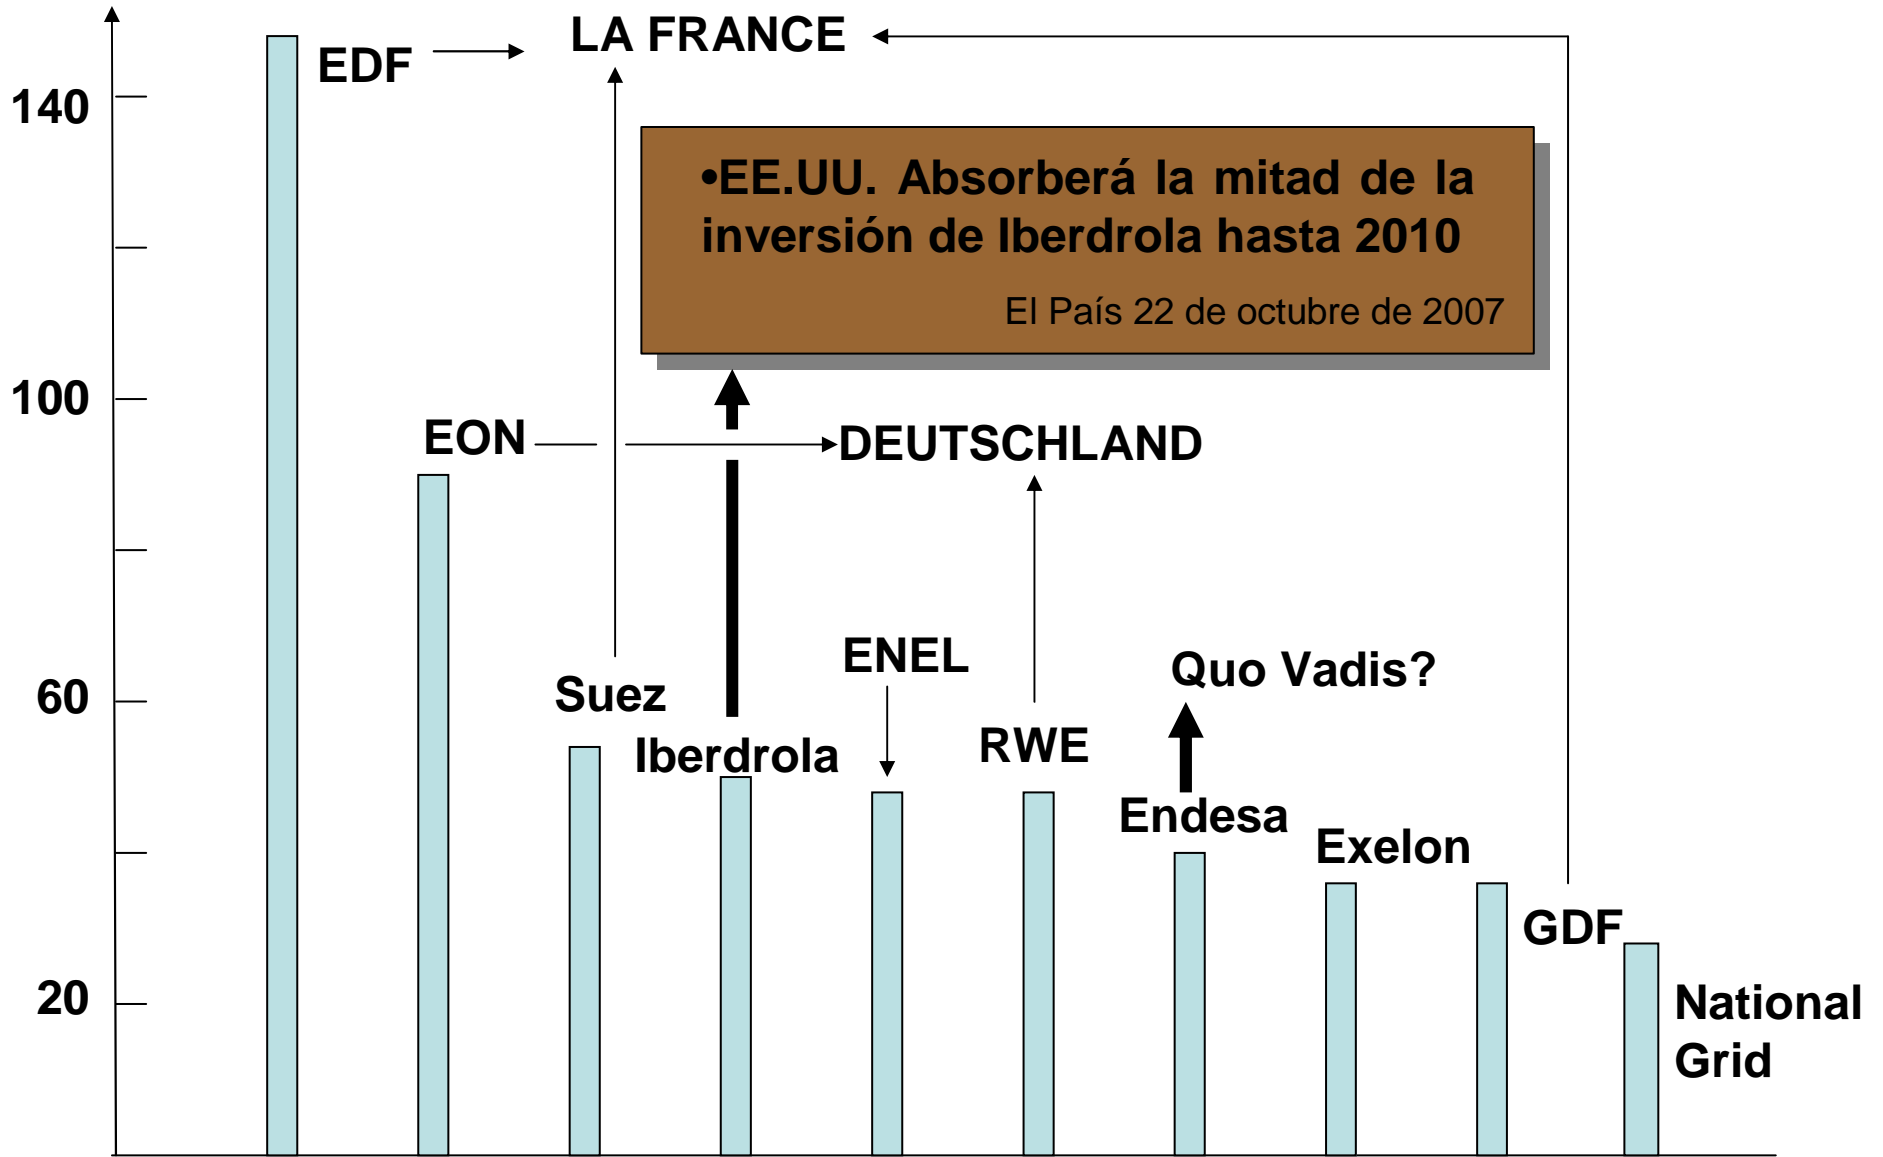 EDF
LA FRANCE
140
•EE.UU. Absorberá la mitad de la
inversión de Iberdrola hasta 2010
El País 22 de octubre de 2007
100
EON
DEUTSCHLAND
60
Suez
Iberdrola
ENEL
RWE
Quo Vadis?
Endesa
Exelon
GDF
20
National
Grid